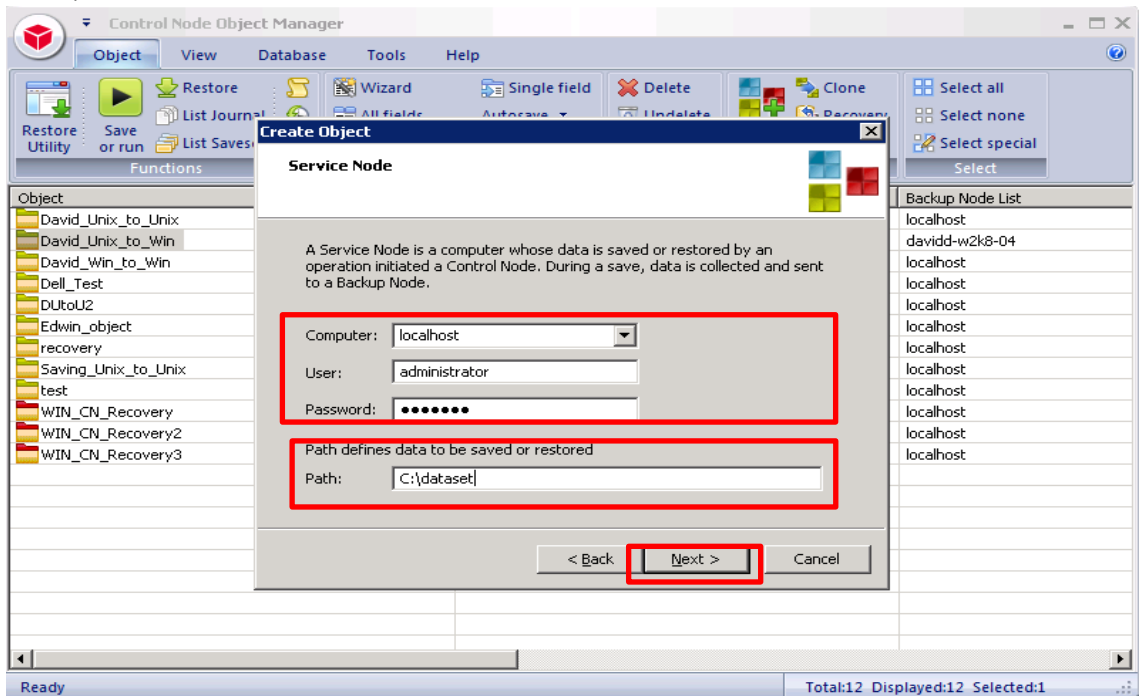 Control Node Object Manager
Object View Database Tools Help
Restore Wizard Single field Delete Clone Select all
List Journal All fields Autosave Undelete Recovery Select none
Restore Utility Save or run List Saves Select special
Functions Select
Create Object
Service Node
Object Backup Node List
David_Unix_to_Unix localhost
David_Unix_to_Win davidd-w2k8-04
David_Win_to_Win localhost
Dell_Test localhost
DUtoU2 localhost
Edwin_object localhost
recovery localhost
Saving_Unix_to_Unix localhost
test localhost
WIN_CN_Recovery localhost
WIN_CN_Recovery2 localhost
WIN_CN_Recovery3 localhost
A Service Node is a computer whose data is saved or restored by an
operation initiated a Control Node. During a save, data is collected and sent
to a Backup Node.
Computer: localhost
User: administrator
Password: ●●●●●●●
Path defines data to be saved or restored
Path: C:\dataset
< Back Next > Cancel
Ready Total:12 Displayed:12 Selected:1